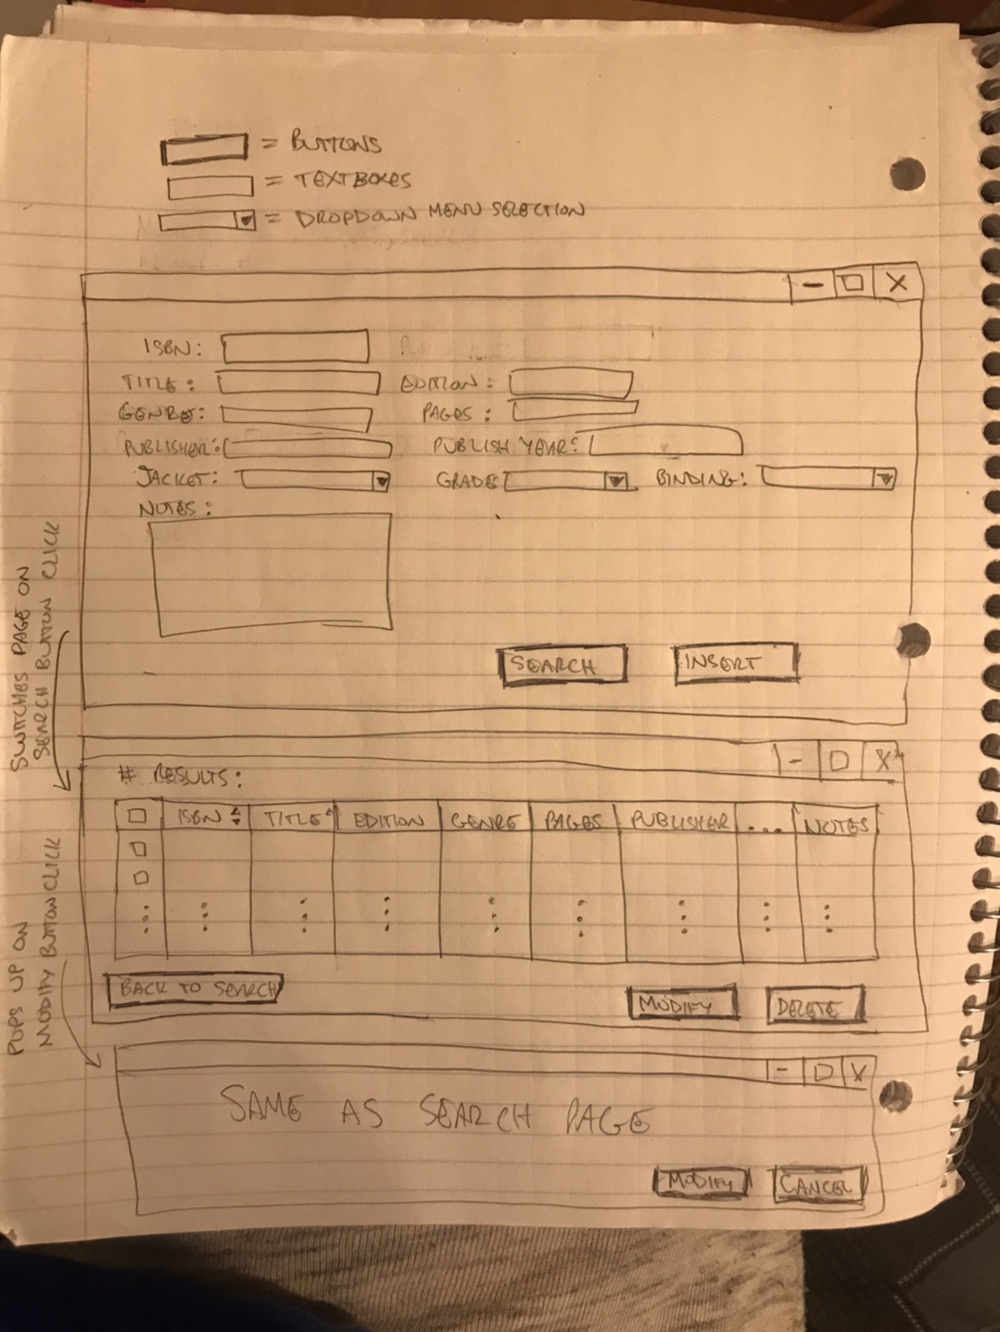 = BUTTONS
= TEXTBOXES
= DROPDOWN MENU SELECTION
- □ X
ISBN:
TITLE: EDITION:
GENRE: PAGES:
PUBLISHER: PUBLISH YEAR:
JACKET: GRADE BINDING:
NOTES:
SEARCH INSERT
SWITCHES PAGE ON
SEARCH BUTTON CLICK
- □ X
# RESULTS:
ISBN TITLE EDITION GENRE PAGES PUBLISHER ... NOTES
BACK TO SEARCH MODIFY DELETE
POPS UP ON
MODIFY BUTTON CLICK
- □ X
SAME AS SEARCH PAGE
MODIFY CANCEL